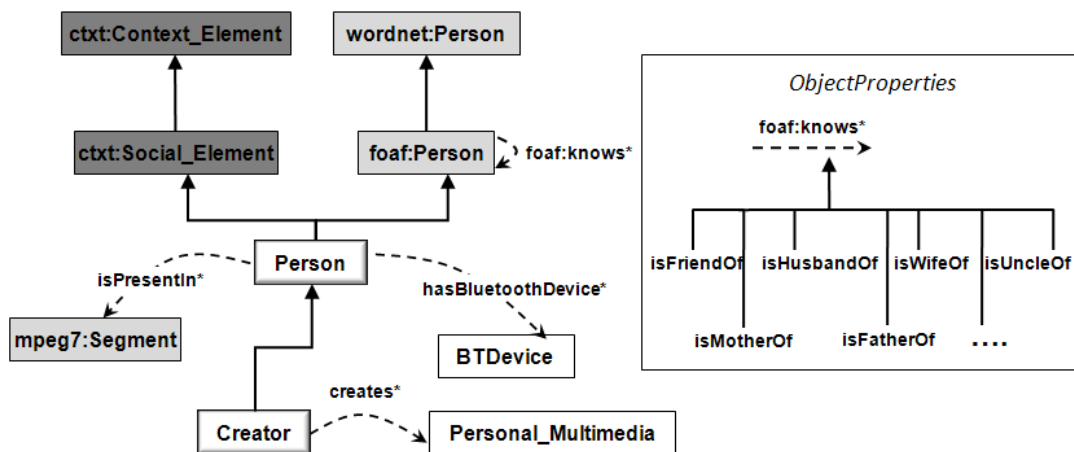 ctxt:Context_Element
wordnet:Person
ObjectProperties
foaf:knows*
ctxt:Social_Element
foaf:Person
foaf:knows*
Person
isPresentIn*
hasBluetoothDevice*
isFriendOf
isHusbandOf
isWifeOf
isUncleOf
mpeg7:Segment
BTDevice
isMotherOf
isFatherOf
....
creates*
Creator
Personal_Multimedia